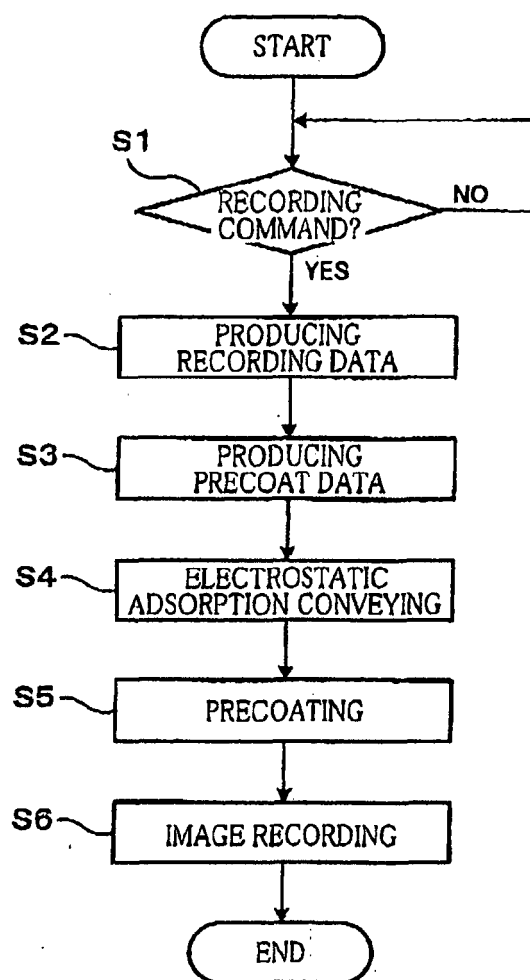 START
S1
RECORDING
COMMAND?
NO
YES
S2
PRODUCING
RECORDING DATA
S3
PRODUCING
PRECOAT DATA
S4
ELECTROSTATIC
ADSORPTION CONVEYING
S5
PRECOATING
S6
IMAGE RECORDING
END